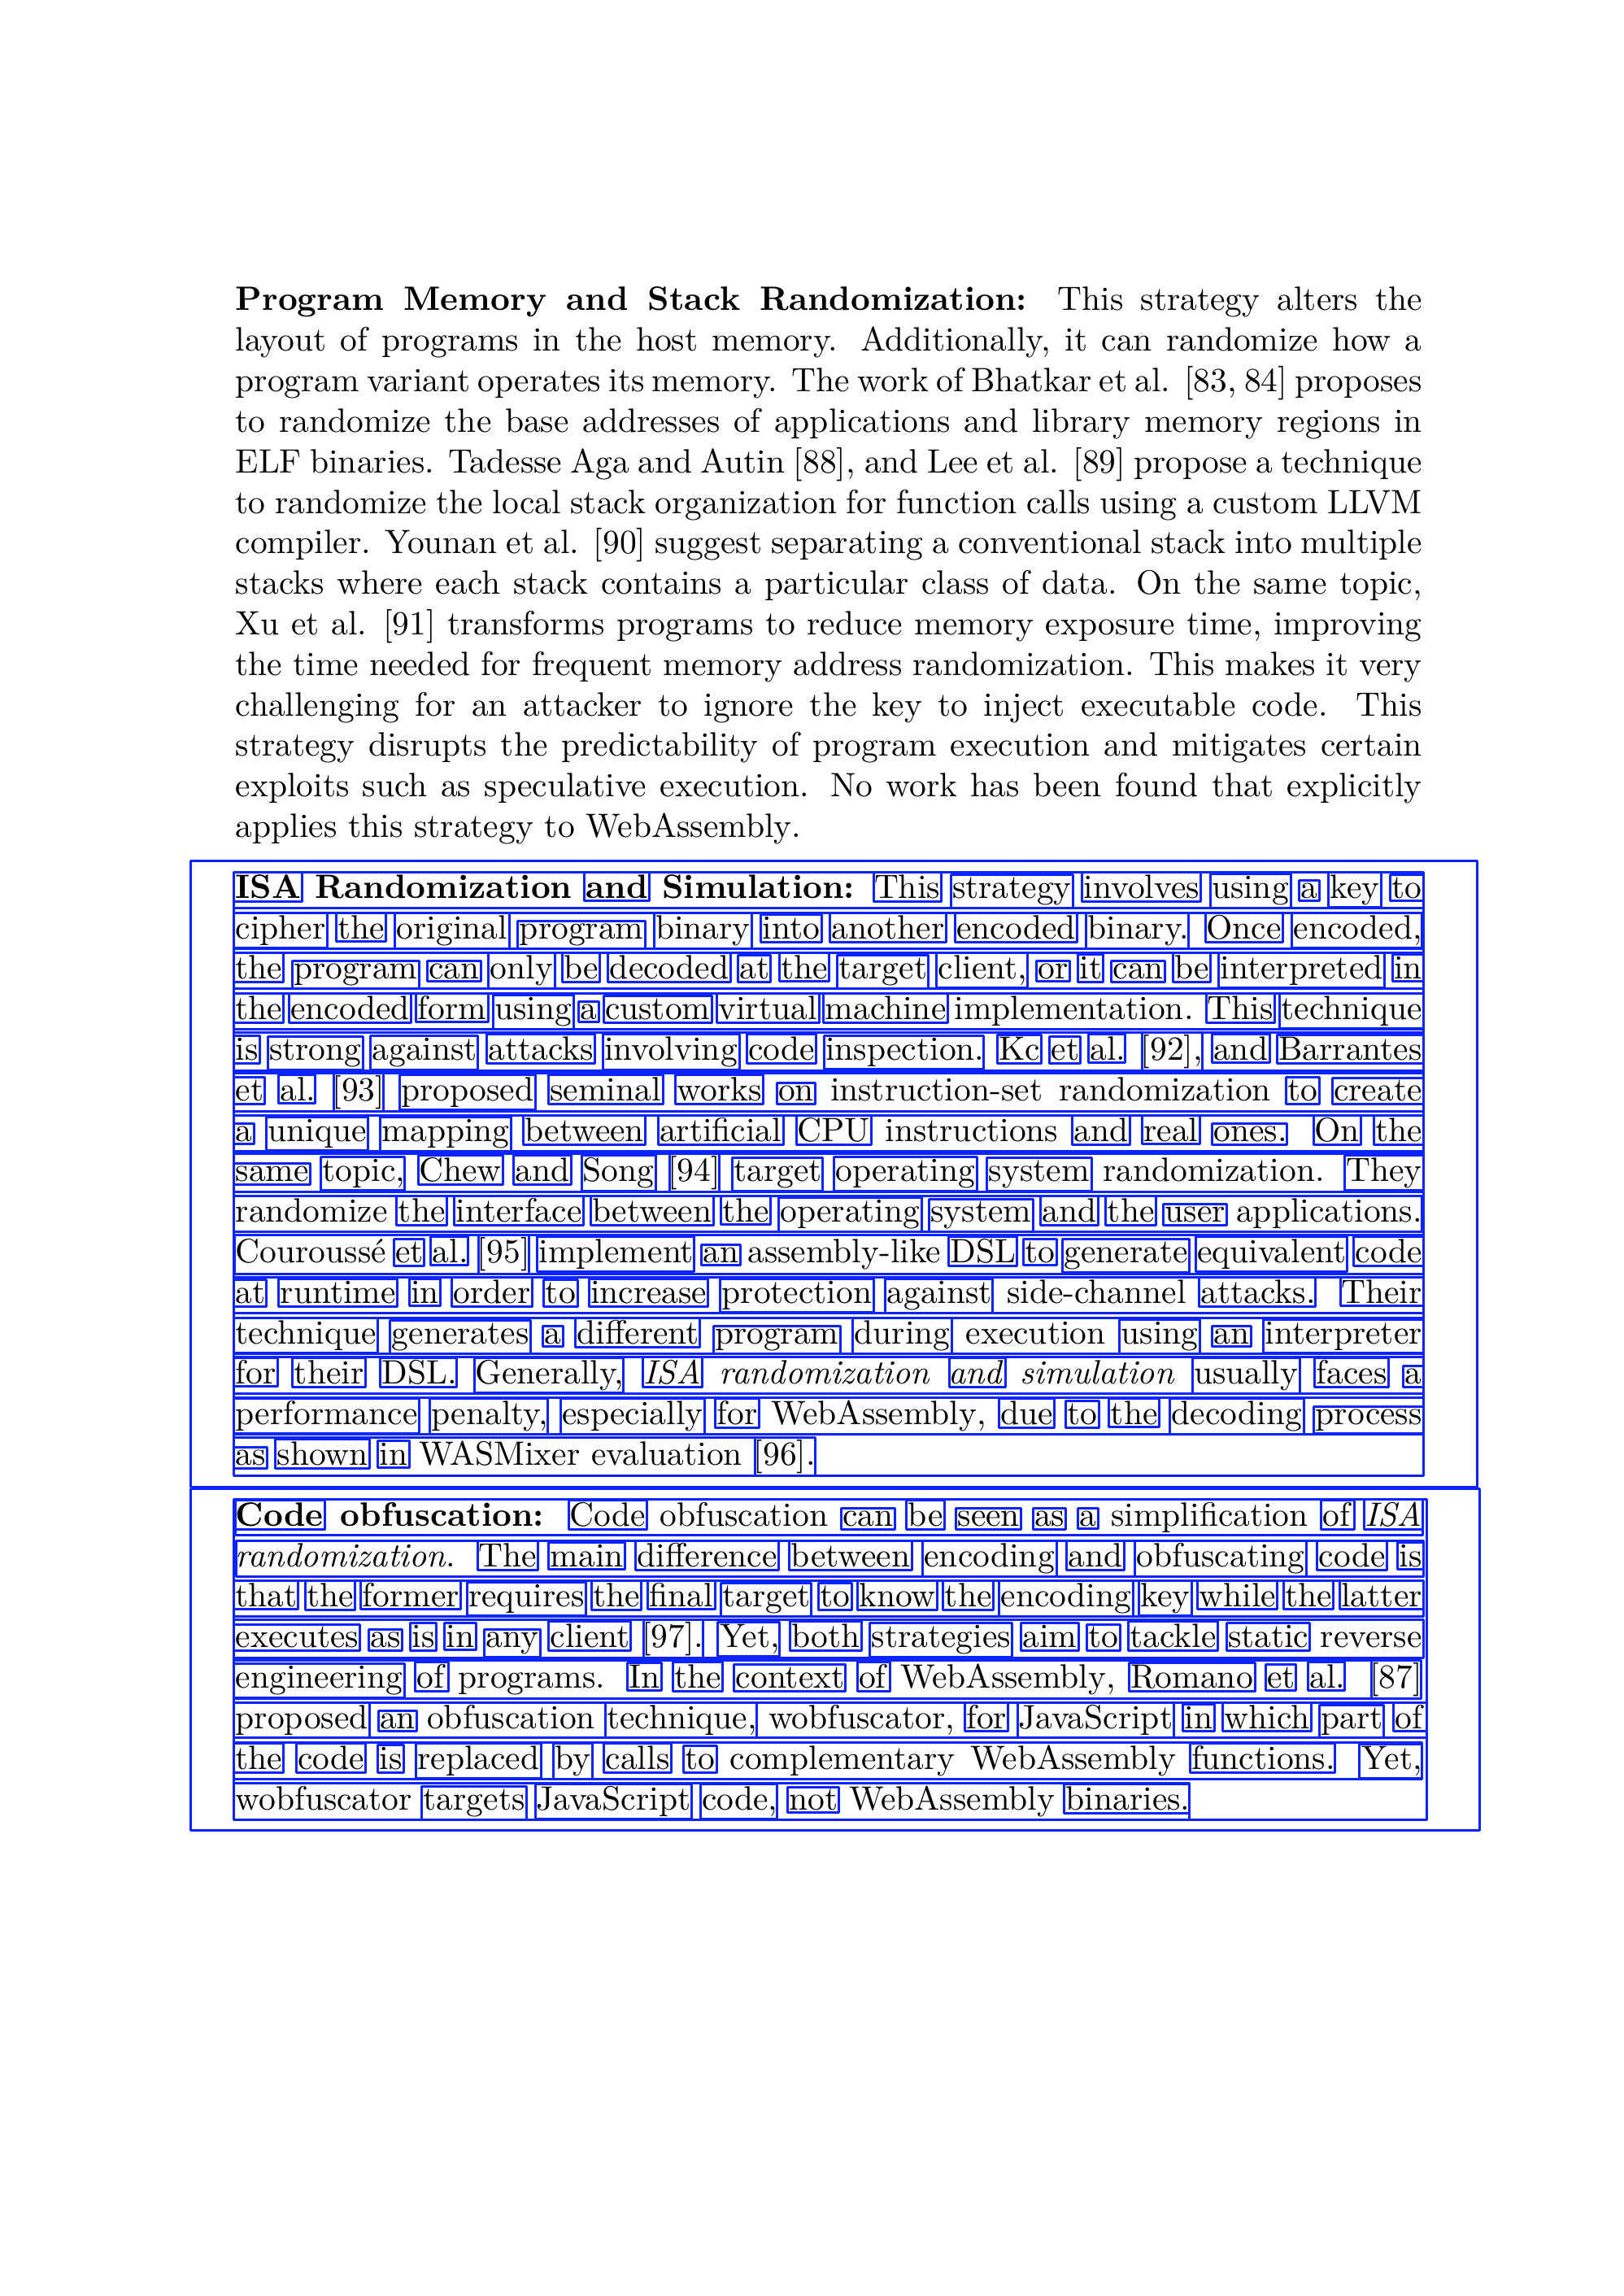 Program Memory and Stack Randomization: This strategy alters the
layout of programs in the host memory. Additionally, it can randomize how a
program variant operates its memory. The work of Bhatkar et al. [83, 84] proposes
to randomize the base addresses of applications and library memory regions in
ELF binaries. Tadesse Aga and Autin [88], and Lee et al. [89] propose a technique
to randomize the local stack organization for function calls using a custom LLVM
compiler. Younan et al. [90] suggest separating a conventional stack into multiple
stacks where each stack contains a particular class of data. On the same topic,
Xu et al. [91] transforms programs to reduce memory exposure time, improving
the time needed for frequent memory address randomization. This makes it very
challenging for an attacker to ignore the key to inject executable code. This
strategy disrupts the predictability of program execution and mitigates certain
exploits such as speculative execution. No work has been found that explicitly
applies this strategy to WebAssembly.
ISA Randomization and Simulation: This strategy involves using a key to
cipher the original program binary into another encoded binary. Once encoded,
the program can only be decoded at the target client, or it can be interpreted in
the encoded form using a custom virtual machine implementation. This technique
is strong against attacks involving code inspection. Kc et al. [92], and Barrantes
et al. [93] proposed seminal works on instruction-set randomization to create
a unique mapping between artificial CPU instructions and real ones. On the
same topic, Chew and Song [94] target operating system randomization. They
randomize the interface between the operating system and the user applications.
Couroussé et al. [95] implement an assembly-like DSL to generate equivalent code
at runtime in order to increase protection against side-channel attacks. Their
technique generates a different program during execution using an interpreter
for their DSL. Generally, ISA randomization and simulation usually faces a
performance penalty, especially for WebAssembly, due to the decoding process
as shown in WASMixer evaluation [96].
Code obfuscation: Code obfuscation can be seen as a simplification of ISA
randomization. The main difference between encoding and obfuscating code is
that the former requires the final target to know the encoding key while the latter
executes as is in any client [97]. Yet, both strategies aim to tackle static reverse
engineering of programs. In the context of WebAssembly, Romano et al. [87]
proposed an obfuscation technique, wobfuscator, for JavaScript in which part of
the code is replaced by calls to complementary WebAssembly functions. Yet,
wobfuscator targets JavaScript code, not WebAssembly binaries.